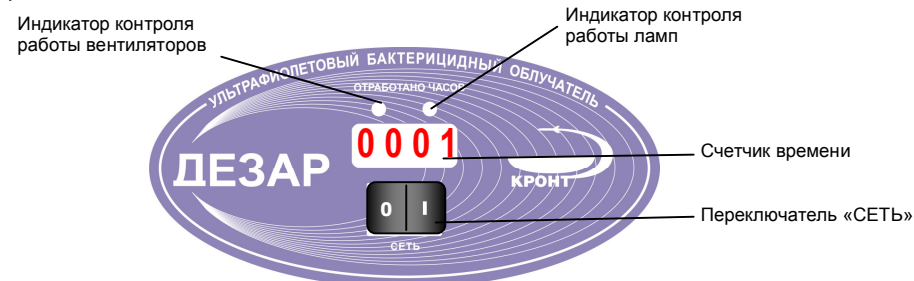 Индикатор контроля
работы вентиляторов
Индикатор контроля
работы ламп
УЛЬТРАФИОЛЕТОВЫЙ БАКТЕРИЦИДНЫЙ ОБЛУЧАТЕЛЬ
ОТРАБОТАНО ЧАСОВ
0001
Счетчик времени
ДЕЗАР
КРОНТ
0 I
Переключатель «СЕТЬ»
СЕТЬ